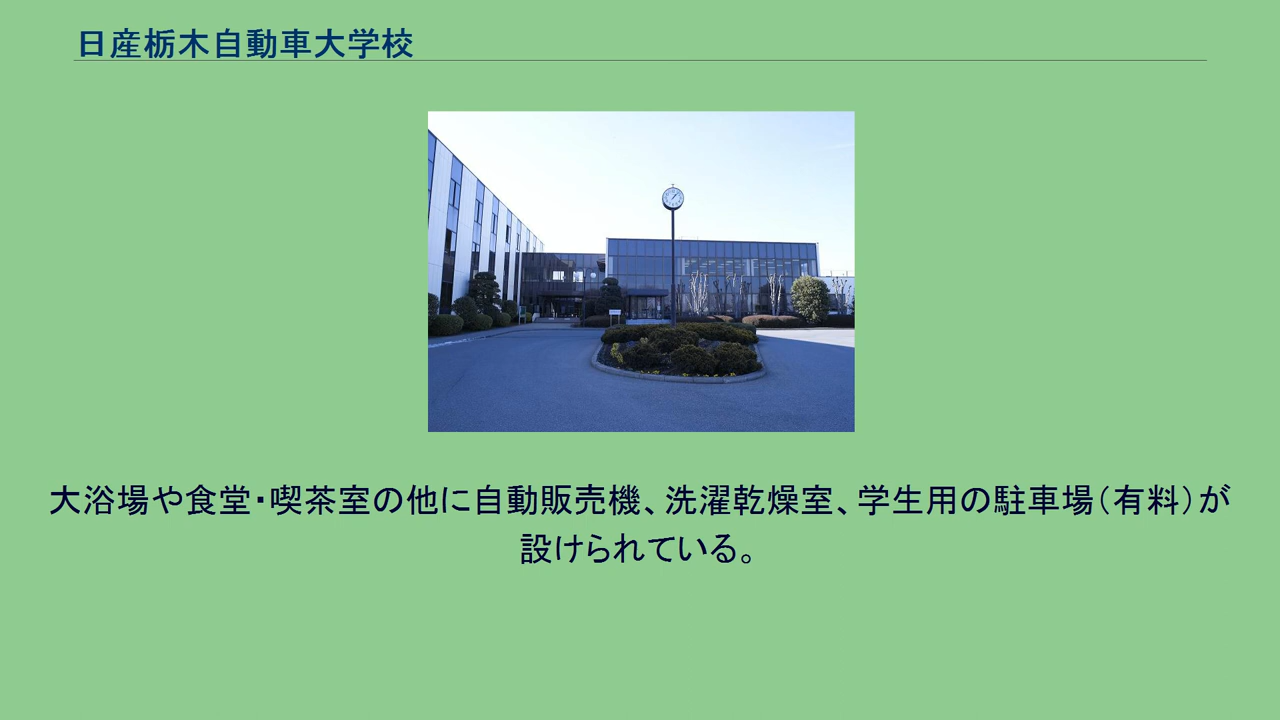 日産栃木自動車大学校
大浴場や食堂・喫茶室の他に自動販売機、洗濯乾燥室、学生用の駐車場（有料）が
設けられている。